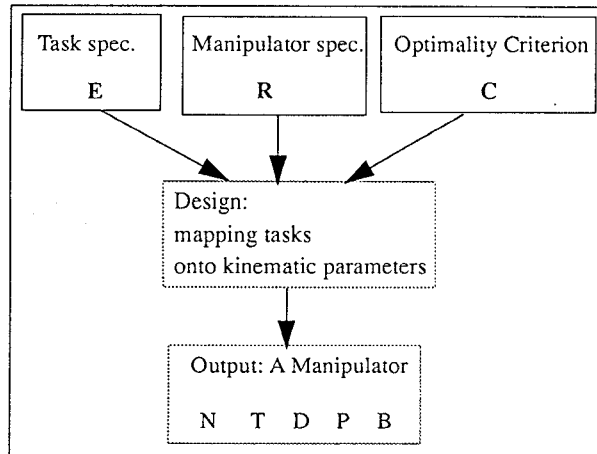 Task spec.
E
Manipulator spec.
R
Optimality Criterion
C
Design:
mapping tasks
onto kinematic parameters
Output: A Manipulator
N T D P B